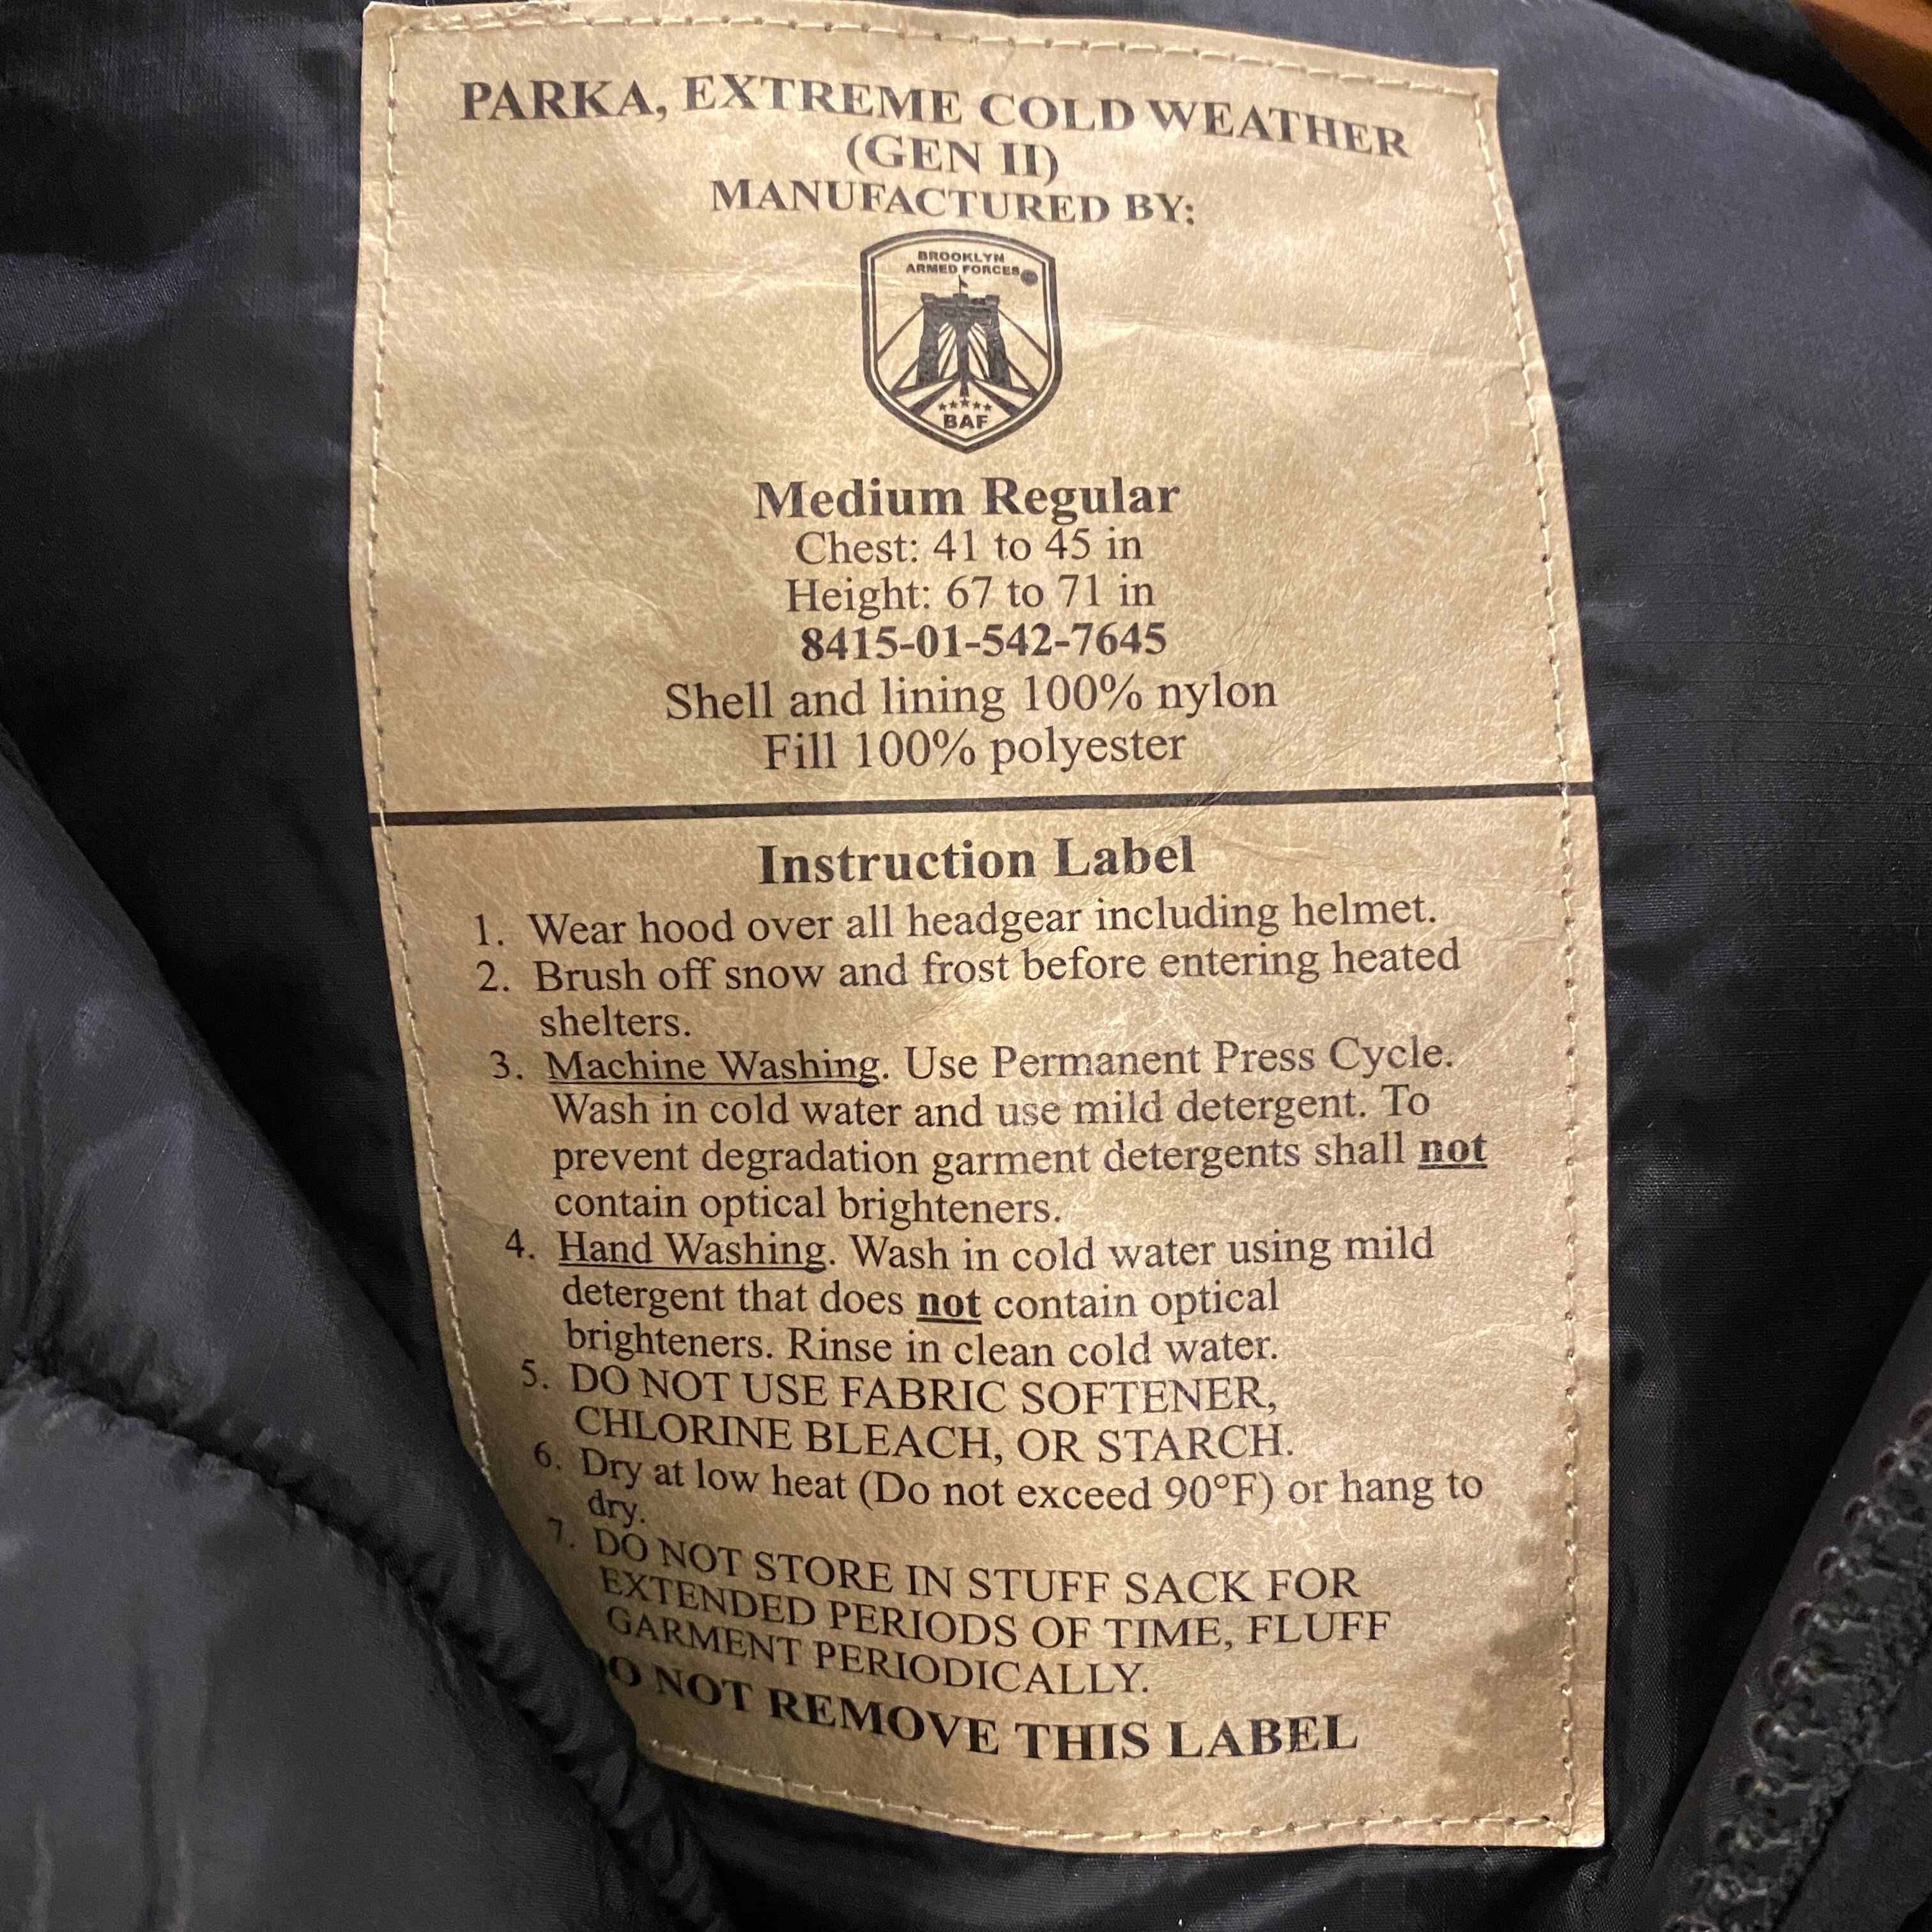 PARKA, EXTREME COLD WEATHER
(GEN II)
MANUFACTURED BY:
BROOKLYN
ARMED FORCES
BAF
Medium Regular
Chest: 41 to 45 in
Height: 67 to 71 in
8415-01-542-7645
Shell and lining 100% nylon
Fill 100% polyester
Instruction Label
1. Wear hood over all headgear including helmet.
2. Brush off snow and frost before entering heated
shelters.
3. Machine Washing. Use Permanent Press Cycle.
Wash in cold water and use mild detergent. To
prevent degradation garment detergents shall not
contain optical brighteners.
4. Hand Washing. Wash in cold water using mild
detergent that does not contain optical
brighteners. Rinse in clean cold water.
5. DO NOT USE FABRIC SOFTENER,
CHLORINE BLEACH, OR STARCH.
6. Dry at low heat (Do not exceed 90°F) or hang to
dry.
7. DO NOT STORE IN STUFF SACK FOR
EXTENDED PERIODS OF TIME, FLUFF
GARMENT PERIODICALLY.
DO NOT REMOVE THIS LABEL